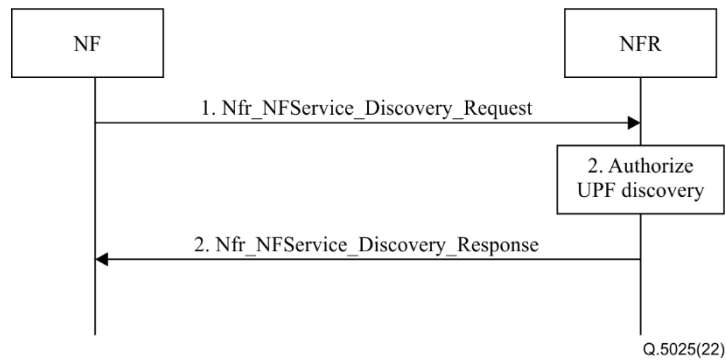 NF
NFR
1. Nfr_NFService_Discovery_Request
2. Authorize
UPF discovery
2. Nfr_NFService_Discovery_Response
Q.5025(22)